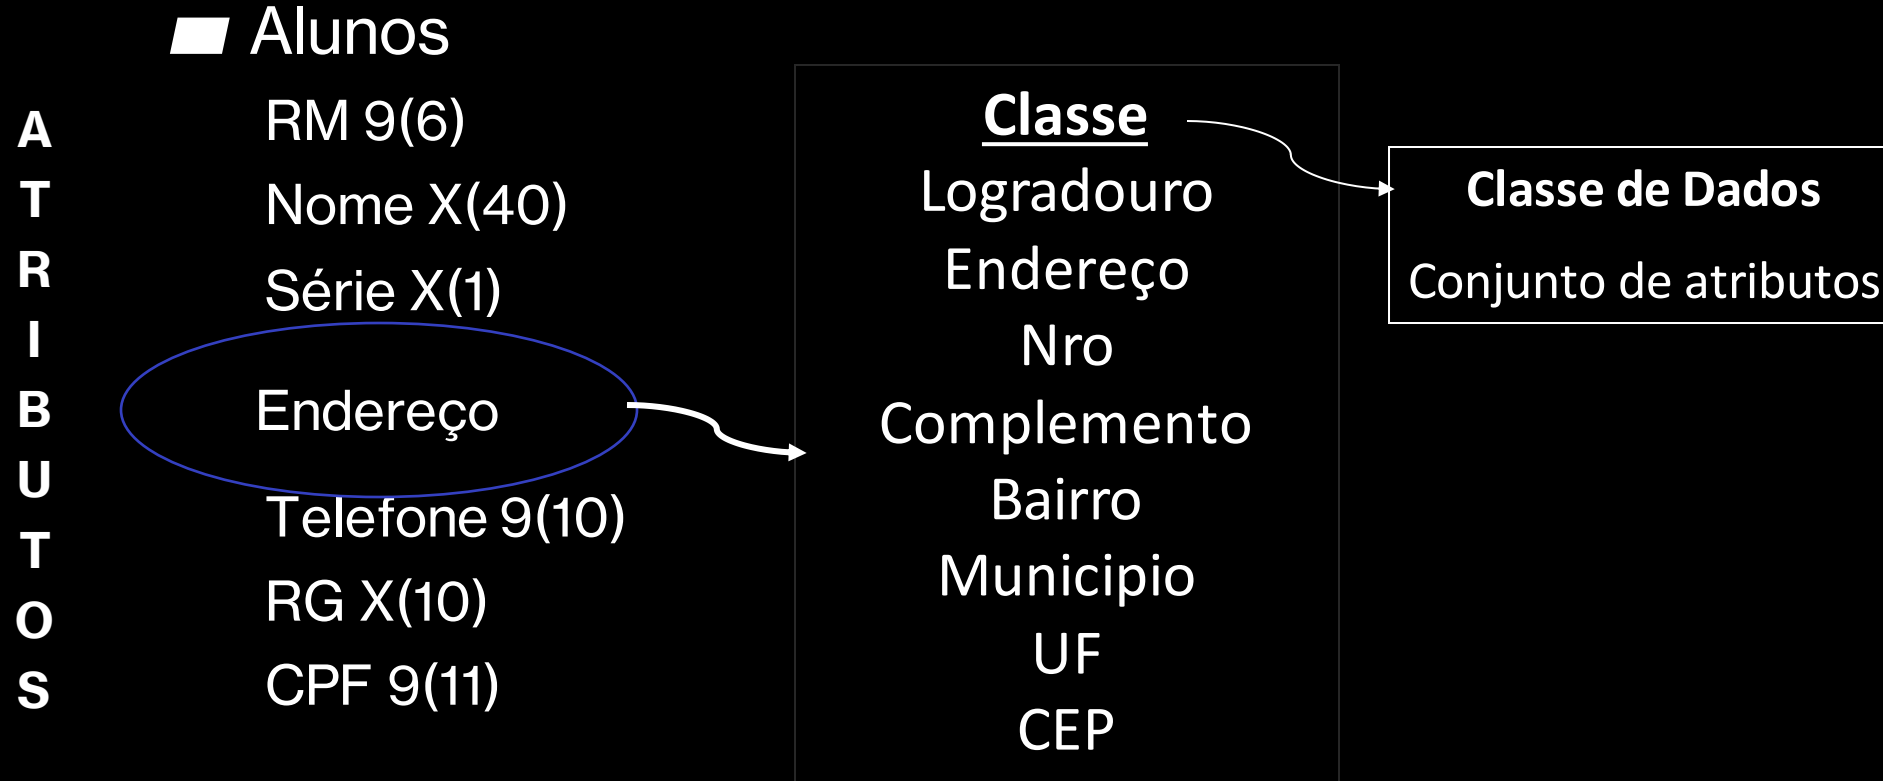 Alunos
ATRIBUTOS
RM 9(6)
Nome X(40)
Série X(1)
Endereço
Telefone 9(10)
RG X(10)
CPF 9(11)
Classe
Logradouro
Endereço
Nro
Complemento
Bairro
Municipio
UF
CEP
Classe de Dados
Conjunto de atributos